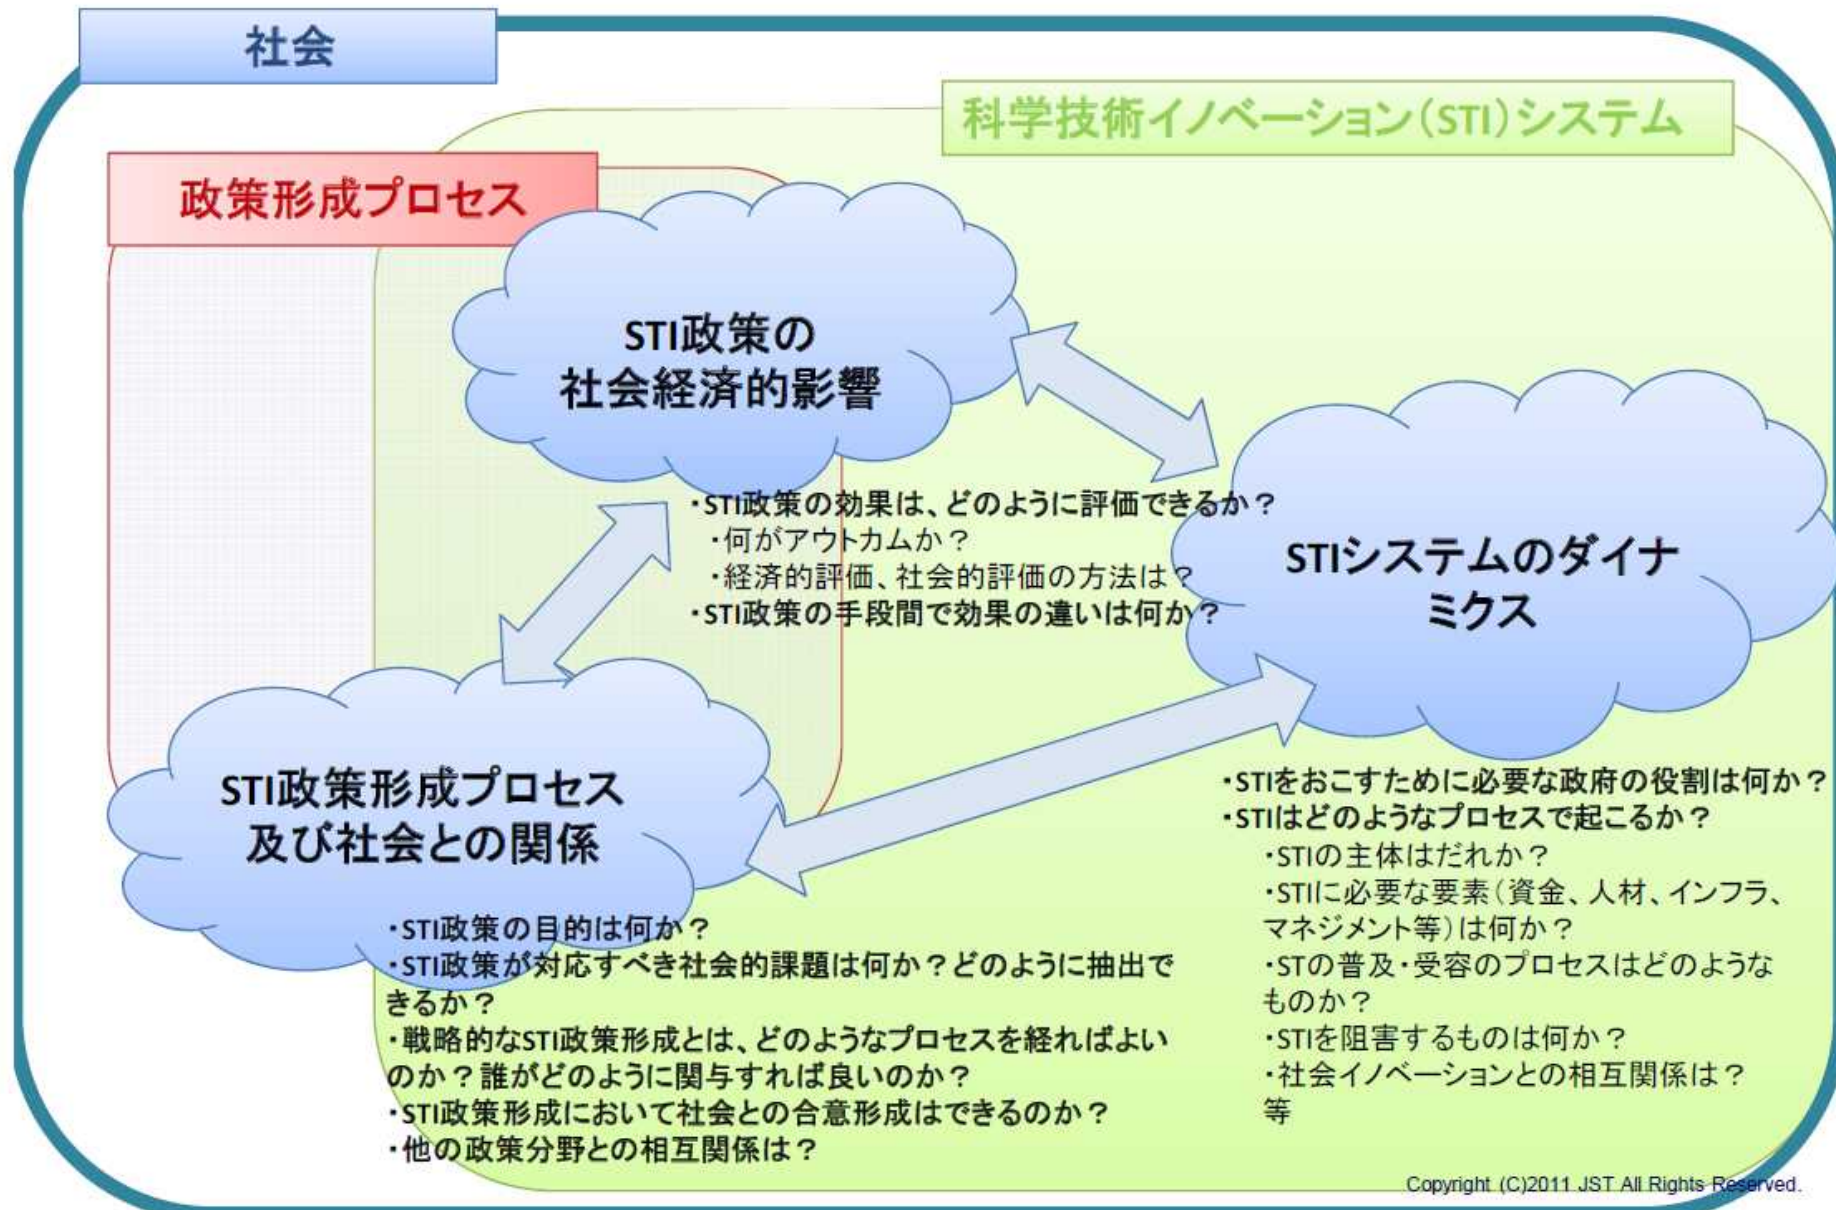 社会
科学技術イノベーション（STI）システム
政策形成プロセス
STI政策の
社会経済的影響
・STI政策の効果は、どのように評価できるか？
・何がアウトカムか？
・経済的評価、社会的評価の方法は？
・STI政策の手段間で効果の違いは何か？
STIシステムのダイナ
ミクス
・STIをおこすために必要な政府の役割は何か？
・STIはどのようなプロセスで起こるか？
・STIの主体はだれか？
・STIに必要な要素（資金、人材、インフラ、
マネジメント等）は何か？
・STの普及・受容のプロセスはどのような
ものか？
・STIを阻害するものは何か？
・社会イノベーションとの相互関係は？
等
STI政策形成プロセス
及び社会との関係
・STI政策の目的は何か？
・STI政策が対応すべき社会的課題は何か？どのように抽出で
きるか？
・戦略的なSTI政策形成とは、どのようなプロセスを経ればよい
のか？誰がどのように関与すれば良いのか？
・STI政策形成において社会との合意形成はできるのか？
・他の政策分野との相互関係は？
Copyright (C)2011 JST All Rights Reserved.